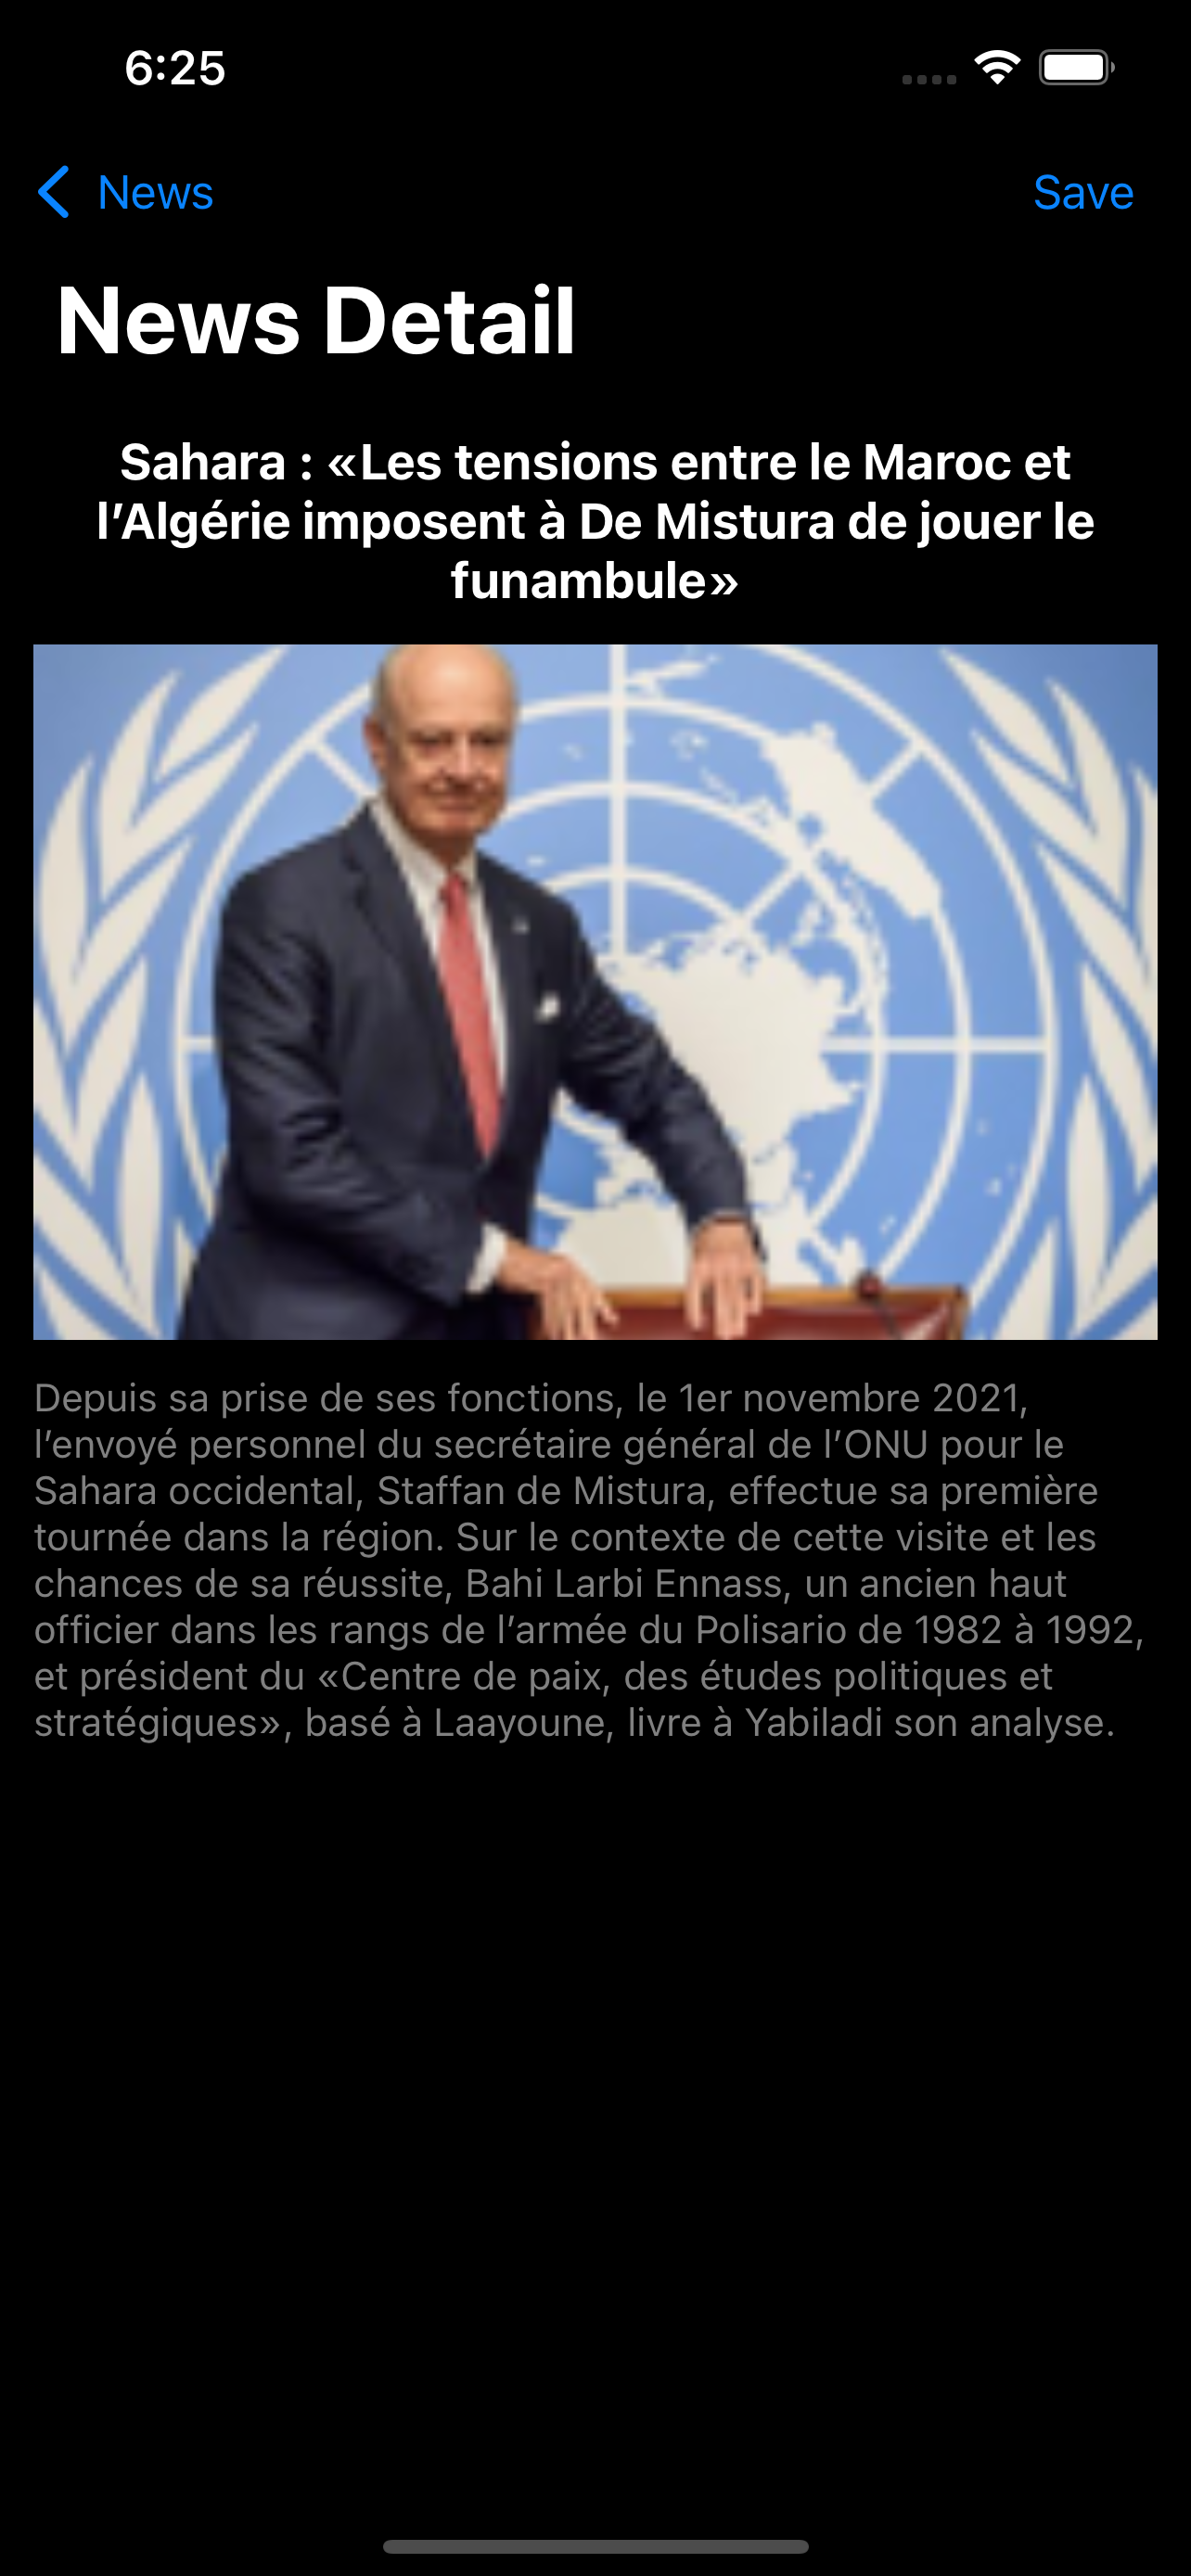 6:25
News
Save
News Detail
Sahara : «Les tensions entre le Maroc et
l’Algérie imposent à De Mistura de jouer le
funambule»
Depuis sa prise de ses fonctions, le 1er novembre 2021,
l’envoyé personnel du secrétaire général de l’ONU pour le
Sahara occidental, Staffan de Mistura, effectue sa première
tournée dans la région. Sur le contexte de cette visite et les
chances de sa réussite, Bahi Larbi Ennass, un ancien haut
officier dans les rangs de l’armée du Polisario de 1982 à 1992,
et président du «Centre de paix, des études politiques et
stratégiques», basé à Laayoune, livre à Yabiladi son analyse.